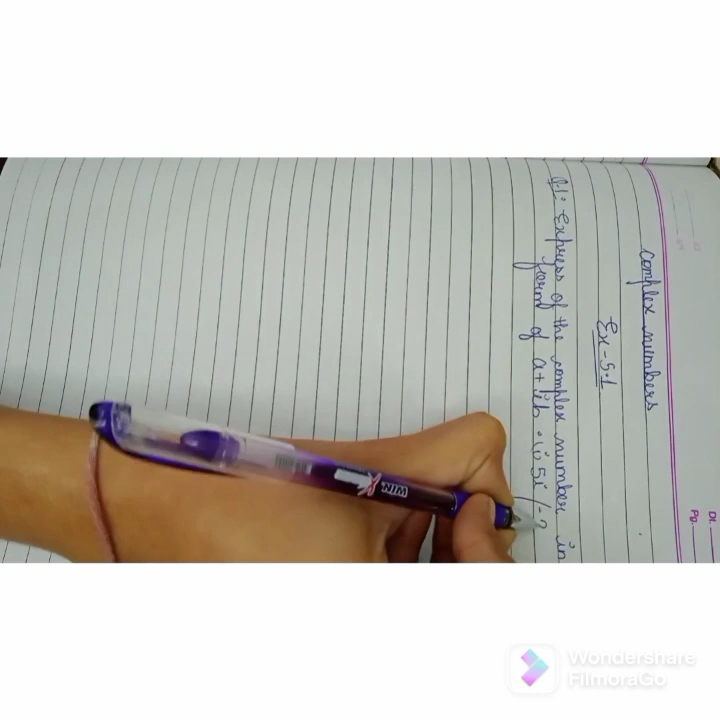 Dt.
Pg.
Complex numbers
Ex-5.1
Q.1:- Express of the complex number in
form of a+ib. (i) 5i(-3
WIN
Wondershare
FilmoraGo